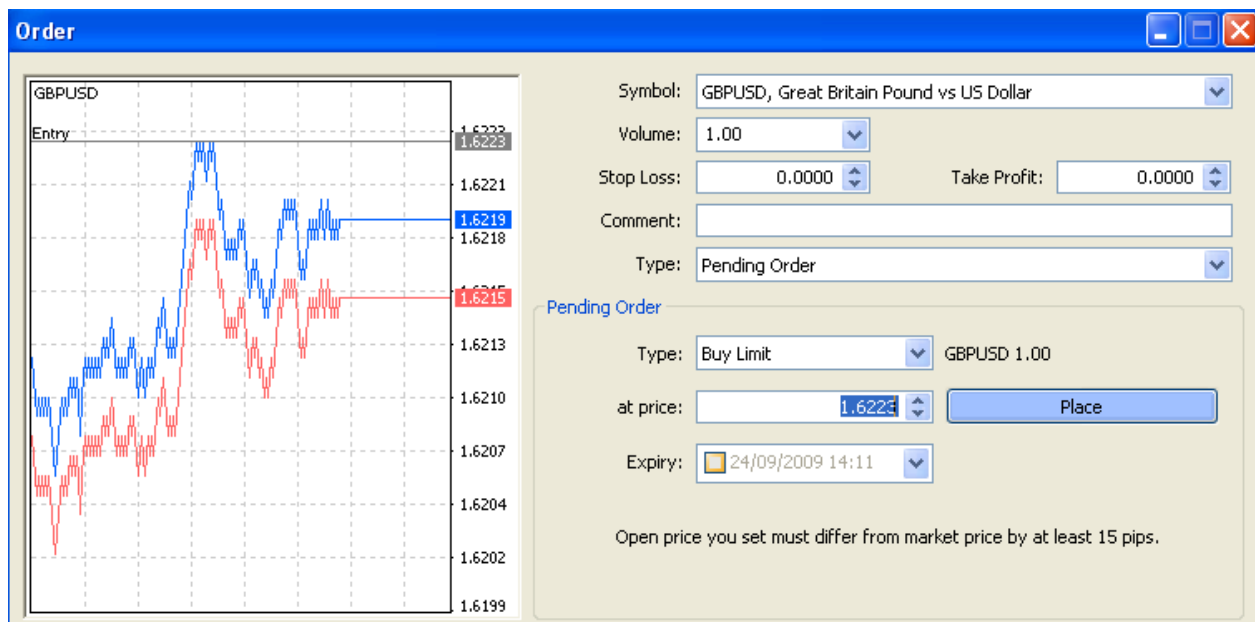 Order
GBPUSD
Entry
1.6223
1.6223
1.6221
1.6219
1.6218
1.6215
1.6215
1.6213
1.6210
1.6207
1.6204
1.6202
1.6199
Symbol: GBPUSD, Great Britain Pound vs US Dollar
Volume: 1.00
Stop Loss: 0.0000 Take Profit: 0.0000
Comment:
Type: Pending Order
Pending Order
Type: Buy Limit GBPUSD 1.00
at price: 1.6223 Place
Expiry: 24/09/2009 14:11
Open price you set must differ from market price by at least 15 pips.